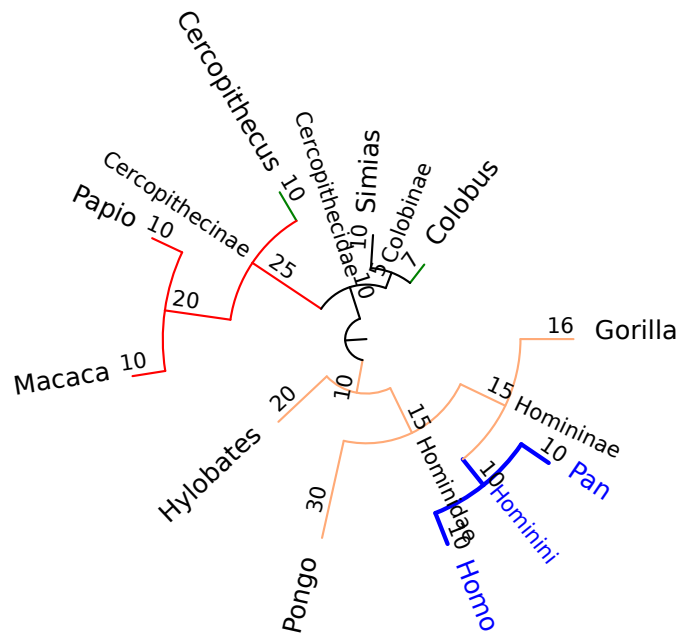 Cercopithecus
10
Cercopithecinae
25
Papio
10
20
Macaca
10
Cercopithecidae
10
Simias
10
Colobinae
5
Colobus
7
Gorilla
16
15
Homininae
10
Pan
10
Hominini
Homo
10
15
Hominidae
10
Hylobates
20
Pongo
30